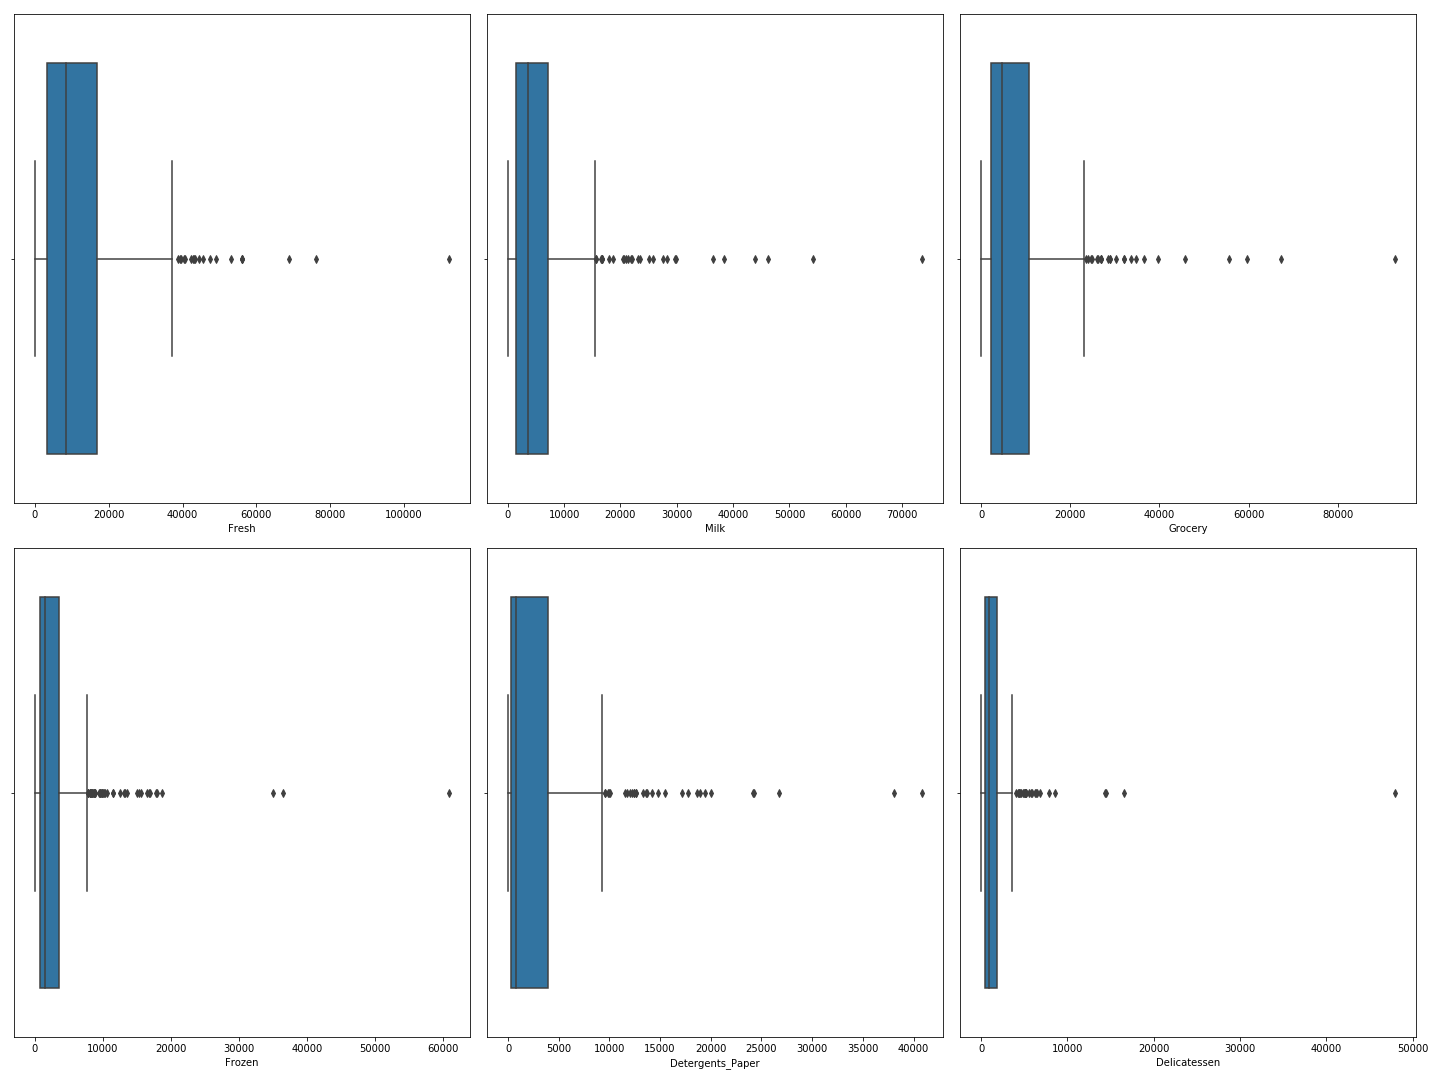 0 20000 40000 60000 80000 100000
Fresh
0 10000 20000 30000 40000 50000 60000 70000
Milk
0 20000 40000 60000 80000
Grocery
0 10000 20000 30000 40000 50000 60000
Frozen
0 5000 10000 15000 20000 25000 30000 35000 40000
Detergents_Paper
0 10000 20000 30000 40000 50000
Delicatessen